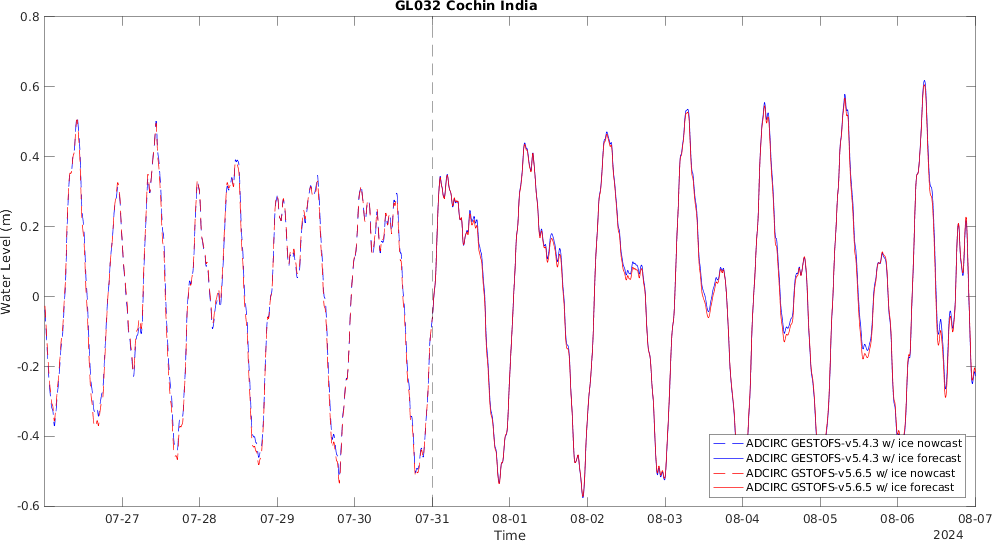 GL032 Cochin India
0.8
0.6
0.4
0.2
0
-0.2
-0.4
-0.6
Water Level (m)
07-27 07-28 07-29 07-30 07-31 08-01 08-02 08-03 08-04 08-05 08-06 08-07
Time
2024
ADCIRC GESTOFS-v5.4.3 w/ ice nowcast
ADCIRC GESTOFS-v5.4.3 w/ ice forecast
ADCIRC GSTOFS-v5.6.5 w/ ice nowcast
ADCIRC GSTOFS-v5.6.5 w/ ice forecast